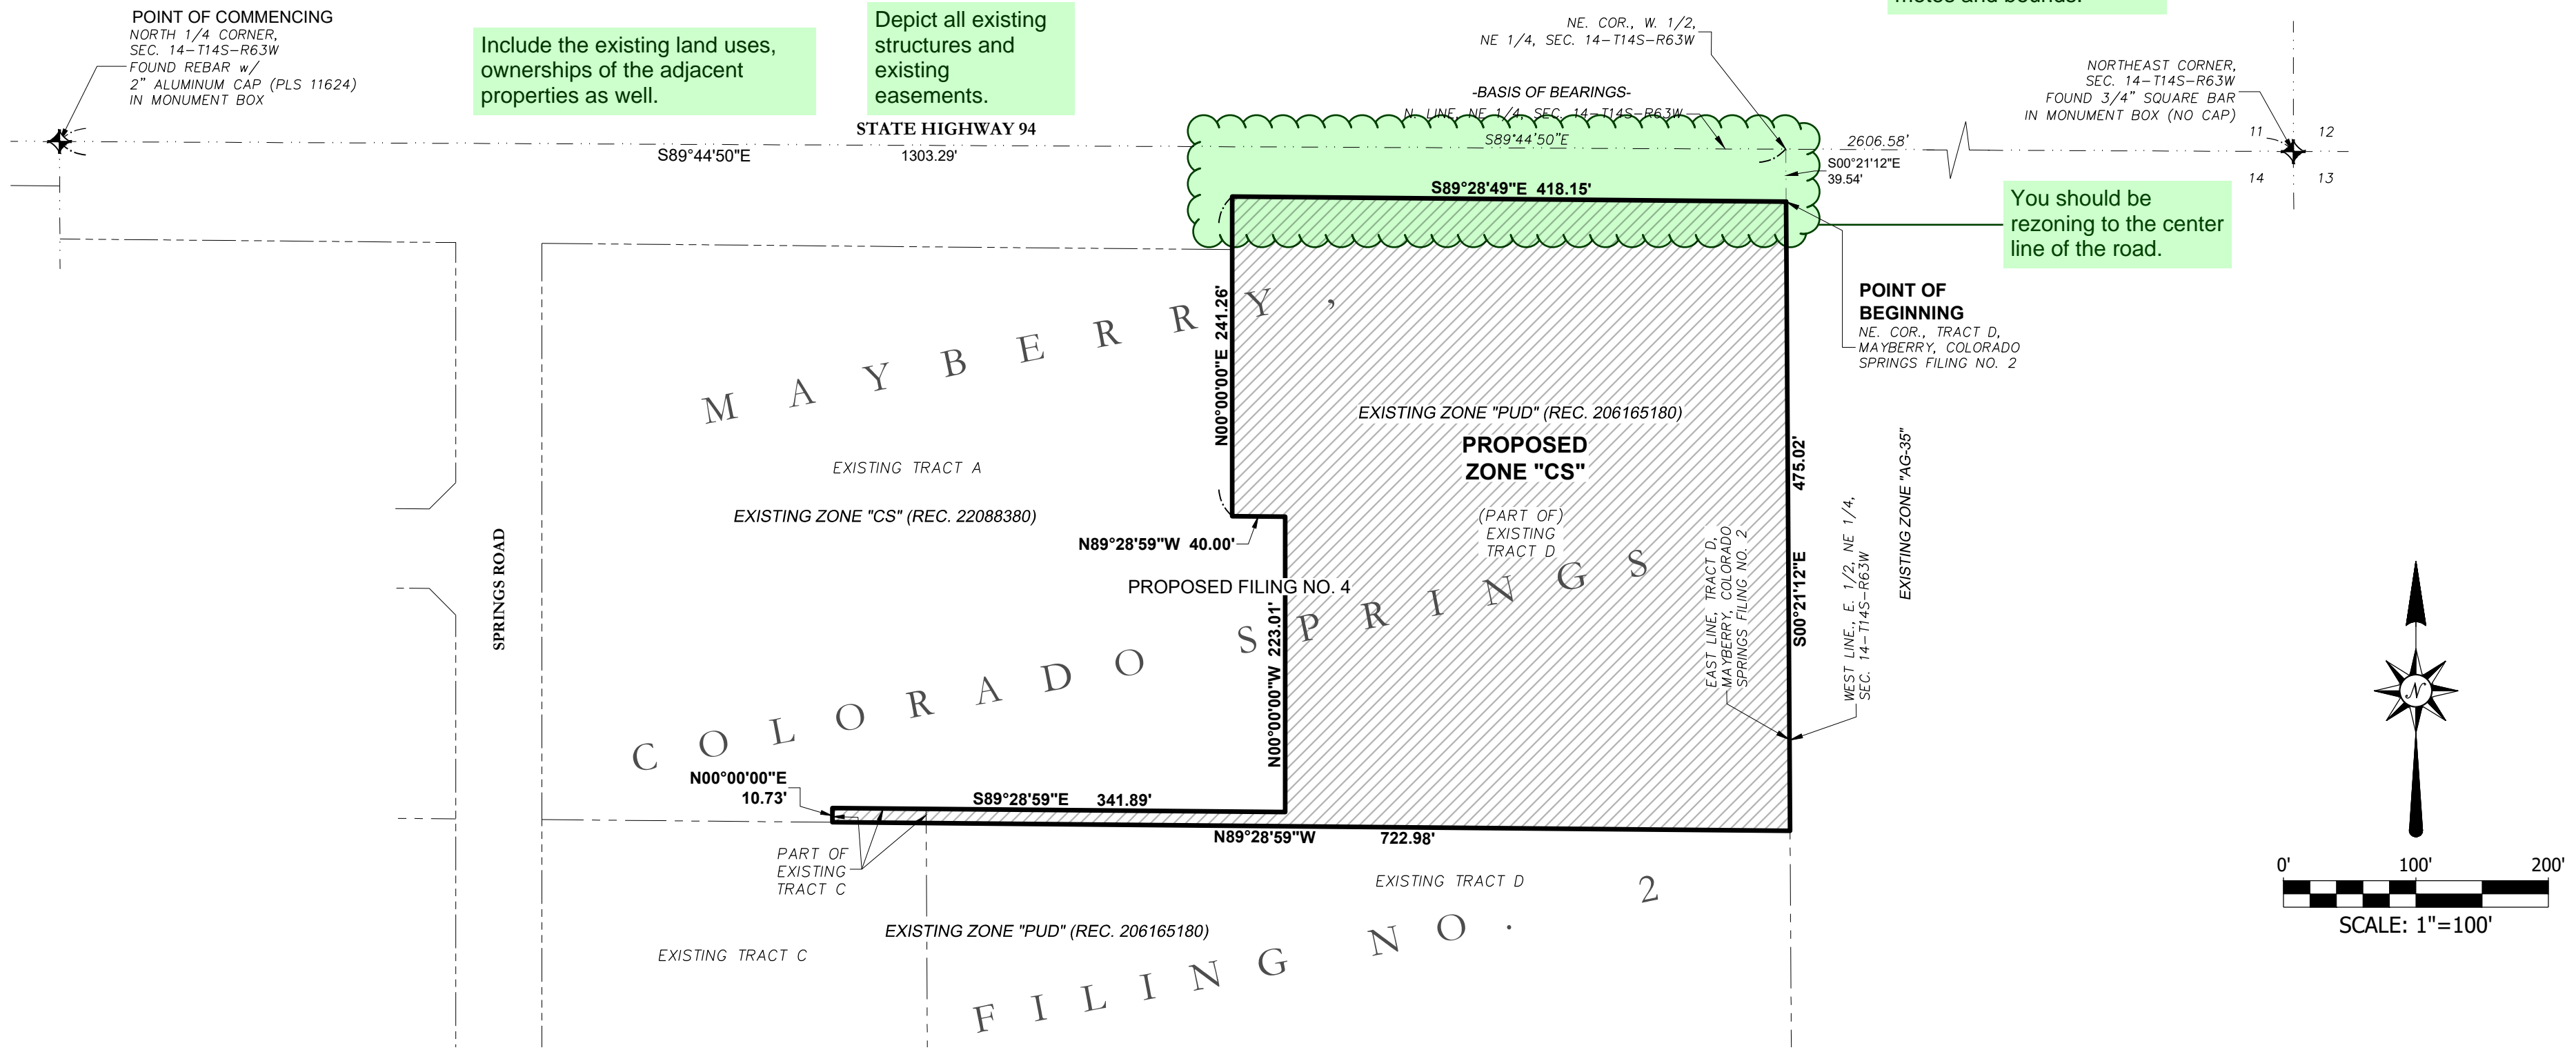 POINT OF COMMENCING
NORTH 1/4 CORNER,
SEC. 14-T14S-R63W
FOUND REBAR w/
2" ALUMINUM CAP (PLS 11624)
IN MONUMENT BOX
Include the existing land uses,
ownerships of the adjacent
properties as well.
Depict all existing
structures and
existing
easements.
NE. COR., W. 1/2,
NE 1/4, SEC. 14-T14S-R63W
-BASIS OF BEARINGS-
N. LINE, NE 1/4, SEC. 14-T14S-R63W
S89°44'50"E
metes and bounds.
NORTHEAST CORNER,
SEC. 14-T14S-R63W
FOUND 3/4" SQUARE BAR
IN MONUMENT BOX (NO CAP)
11
12
14
13
STATE HIGHWAY 94
S89°44'50"E
1303.29'
2606.58'
S00°21'12"E
39.54'
S89°28'49"E 418.15'
You should be
rezoning to the center
line of the road.
POINT OF
BEGINNING
NE. COR., TRACT D,
MAYBERRY, COLORADO
SPRINGS FILING NO. 2
MAYBERRY,
N00°00'00"E 241.26'
EXISTING ZONE "PUD" (REC. 206165180)
PROPOSED
ZONE "CS"
(PART OF)
EXISTING
TRACT D
EXISTING TRACT A
EXISTING ZONE "CS" (REC. 22088380)
N89°28'59"W 40.00'
PROPOSED FILING NO. 4
N00°00'00"W 223.01'
475.02'
S00°21'12"E
EAST LINE, TRACT D,
MAYBERRY, COLORADO
SPRINGS FILING NO. 2
WEST LINE., E. 1/2, NE 1/4,
SEC. 14-T14S-R63W
EXISTING ZONE "AG-35"
SPRINGS ROAD
COLORADO SPRINGS
N00°00'00"E
10.73'
S89°28'59"E 341.89'
N89°28'59"W 722.98'
PART OF
EXISTING
TRACT C
EXISTING TRACT D
EXISTING ZONE "PUD" (REC. 206165180)
EXISTING TRACT C
FILING NO. 2
N
0' 100' 200'
SCALE: 1"=100'